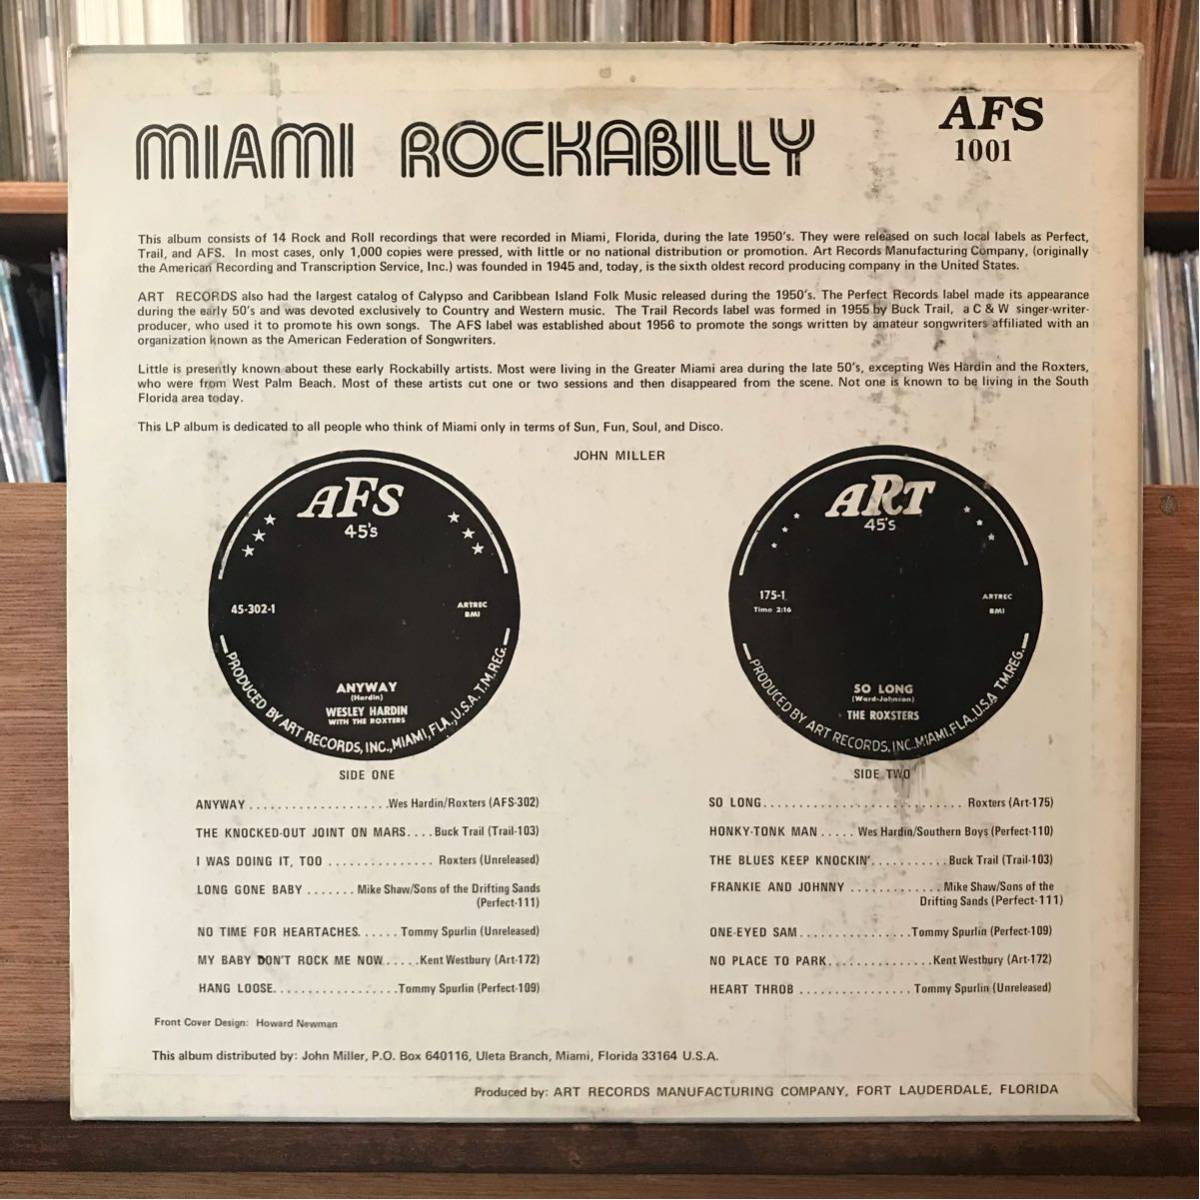 MIAMI ROCKABILLY
AFS
1001
This album consists of 14 Rock and Roll recordings that were recorded in Miami, Florida, during the late 1950's. They were released on such local labels as Perfect,
Trail, and AFS. In most cases, only 1,000 copies were pressed, with little or no national distribution or promotion. Art Records Manufacturing Company, (originally
the American Recording and Transcription Service, Inc.) was founded in 1945 and, today, is the sixth oldest record producing company in the United States.
ART RECORDS also had the largest catalog of Calypso and Caribbean Island Folk Music released during the 1950's. The Perfect Records label made its appearance
during the early 50's and was devoted exclusively to Country and Western music. The Trail Records label was formed in 1955 by Buck Trail, a C & W singer-writer-
producer, who used it to promote his own songs. The AFS label was established about 1956 to promote the songs written by amateur songwriters affiliated with an
organization known as the American Federation of Songwriters.
Little is presently known about these early Rockabilly artists. Most were living in the Greater Miami area during the late 50's, excepting Wes Hardin and the Roxters,
who were from West Palm Beach. Most of these artists cut one or two sessions and then disappeared from the scene. Not one is known to be living in the South
Florida area today.
This LP album is dedicated to all people who think of Miami only in terms of Sun, Fun, Soul, and Disco.
JOHN MILLER
AFS
45's
45-302-1
ARTREC
BMI
ANYWAY
(Hardin)
WESLEY HARDIN
WITH THE ROXTERS
PRODUCED BY ART RECORDS, INC., MIAMI, FLA., U.S.A. T.M. REG.
ART
45's
175-1
Time 2:16
ARTREC
BMI
SO LONG
(Ward-Johnson)
THE ROXSTERS
PRODUCED BY ART RECORDS, INC. MIAMI, FLA., U.S.A T.M. REG.
SIDE ONE
ANYWAY ................... Wes Hardin/Roxters (AFS-302)
THE KNOCKED-OUT JOINT ON MARS.... Buck Trail (Trail-103)
I WAS DOING IT, TOO ............... Roxters (Unreleased)
LONG GONE BABY ....... Mike Shaw/Sons of the Drifting Sands
(Perfect-111)
NO TIME FOR HEARTACHES...... Tommy Spurlin (Unreleased)
MY BABY DON'T ROCK ME NOW..... Kent Westbury (Art-172)
HANG LOOSE.................. Tommy Spurlin (Perfect-109)
SIDE TWO
SO LONG............................ Roxters (Art-175)
HONKY-TONK MAN ..... Wes Hardin/Southern Boys (Perfect-110)
THE BLUES KEEP KNOCKIN'........... Buck Trail (Trail-103)
FRANKIE AND JOHNNY ............. Mike Shaw/Sons of the
Drifting Sands (Perfect-111)
ONE-EYED SAM................ Tommy Spurlin (Perfect-109)
NO PLACE TO PARK............... Kent Westbury (Art-172)
HEART THROB ................ Tommy Spurlin (Unreleased)
Front Cover Design: Howard Newman
This album distributed by: John Miller, P.O. Box 640116, Uleta Branch, Miami, Florida 33164 U.S.A.
Produced by: ART RECORDS MANUFACTURING COMPANY, FORT LAUDERDALE, FLORIDA